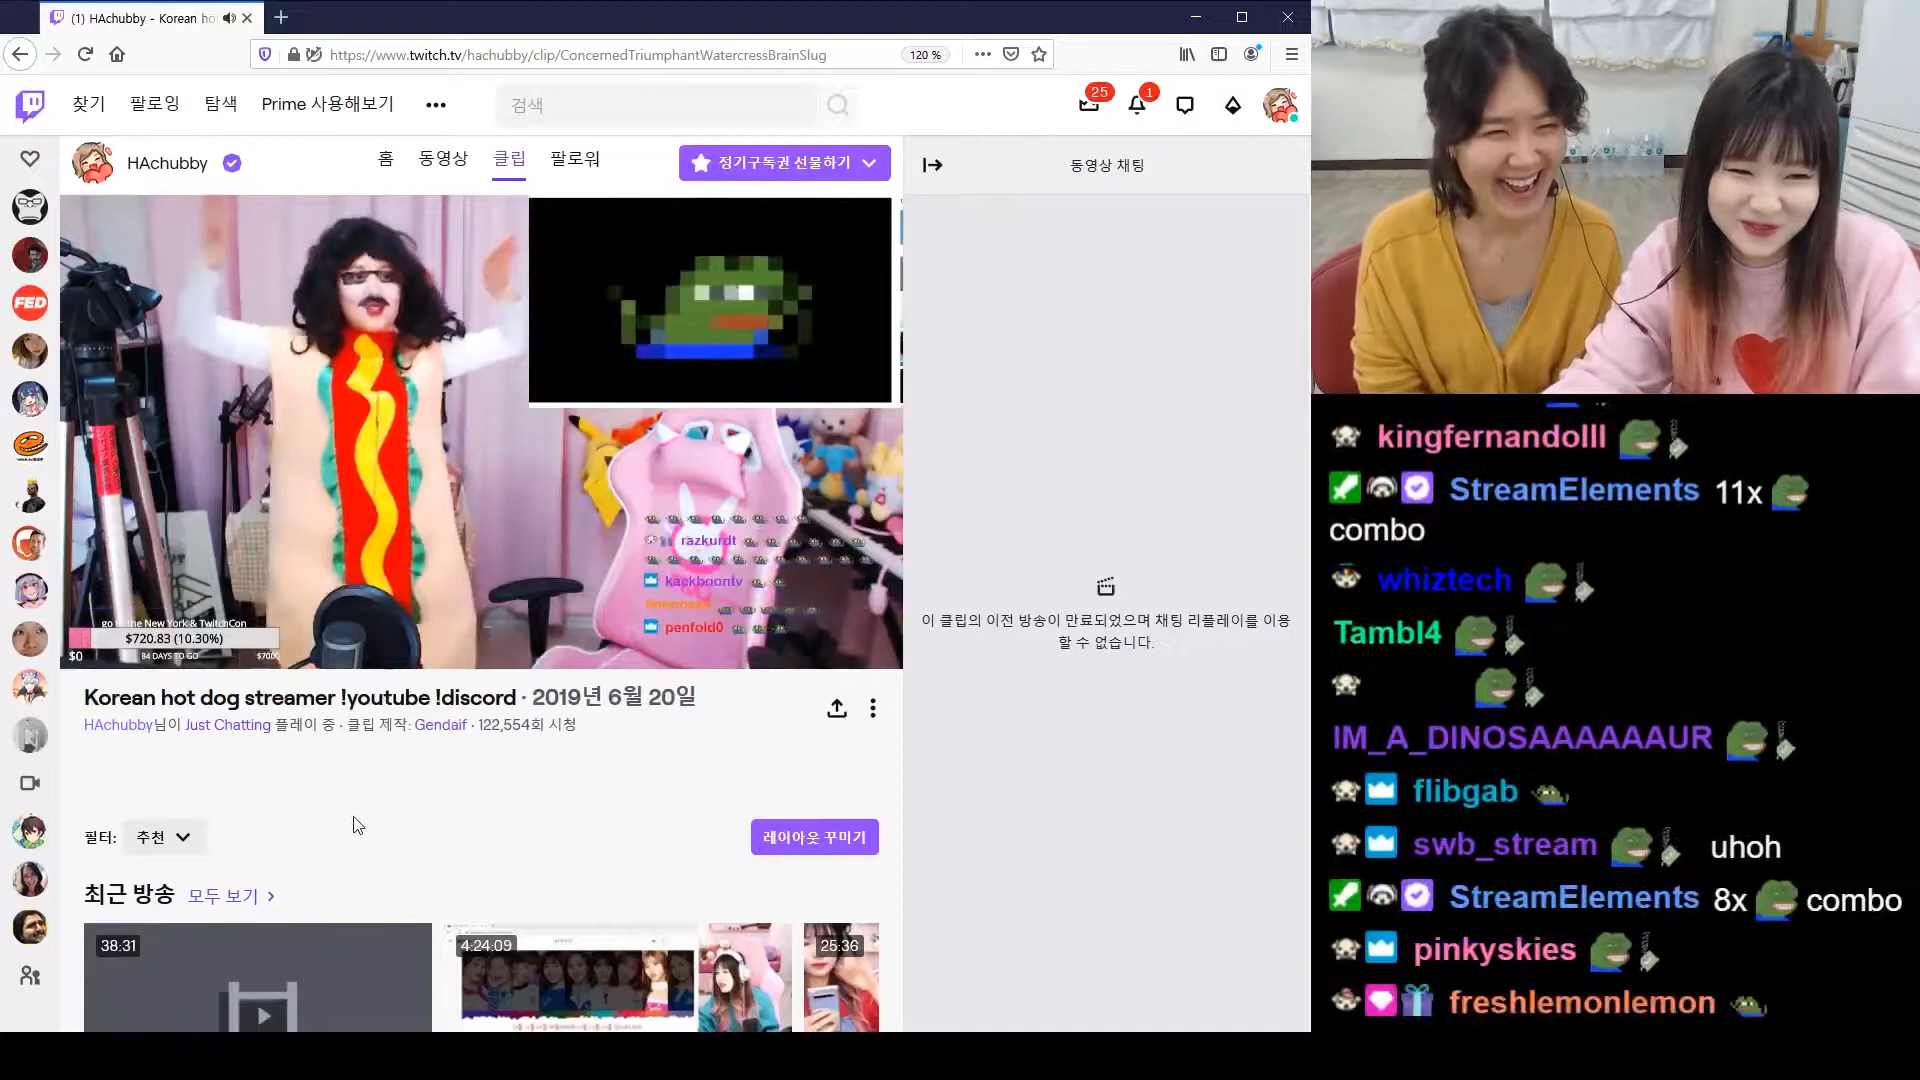 (1) HAchubby - Korean ho
https://www.twitch.tv/hachubby/clip/ConcernedTriumphantWatercressBrainSlug
120 %
찾기 팔로잉 탐색 Prime 사용해보기
검색
25
1
HAchubby
홈 동영상 클립 팔로워
정기구독권 선물하기
동영상 채팅
FED
razkurdt
kaekboontv
penfold0
go to the New York & TwitchCon
$720.83 (10.30%)
$0 84 DAYS TO GO $7000
이 클립의 이전 방송이 만료되었으며 채팅 리플레이를 이용
할 수 없습니다.
Korean hot dog streamer !youtube !discord · 2019년 6월 20일
HAchubby님이 Just Chatting 플레이 중 · 클립 제작: Gendaif · 122,554회 시청
필터: 추천
레이아웃 꾸미기
최근 방송 모두 보기
38:31
4:24:09
25:36
kingfernandolll
StreamElements 11x
combo
whiztech
Tambl4
IM_A_DINOSAAAAAAUR
flibgab
swb_stream uhoh
StreamElements 8x combo
pinkyskies
freshlemonlemon